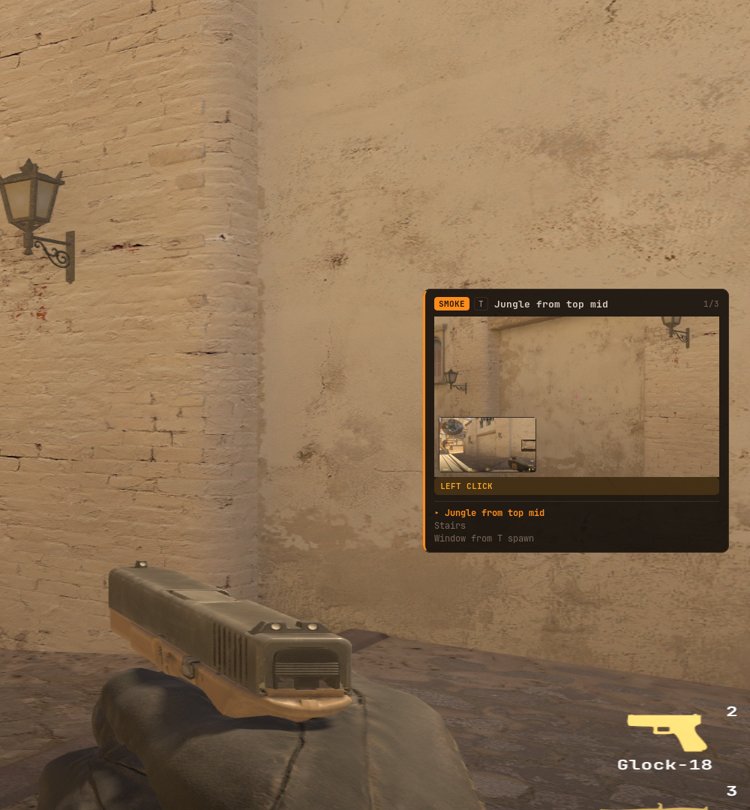 SMOKE T Jungle from top mid 1/3
LEFT CLICK
• Jungle from top mid
Stairs
Window from T spawn
2
Glock-18
3